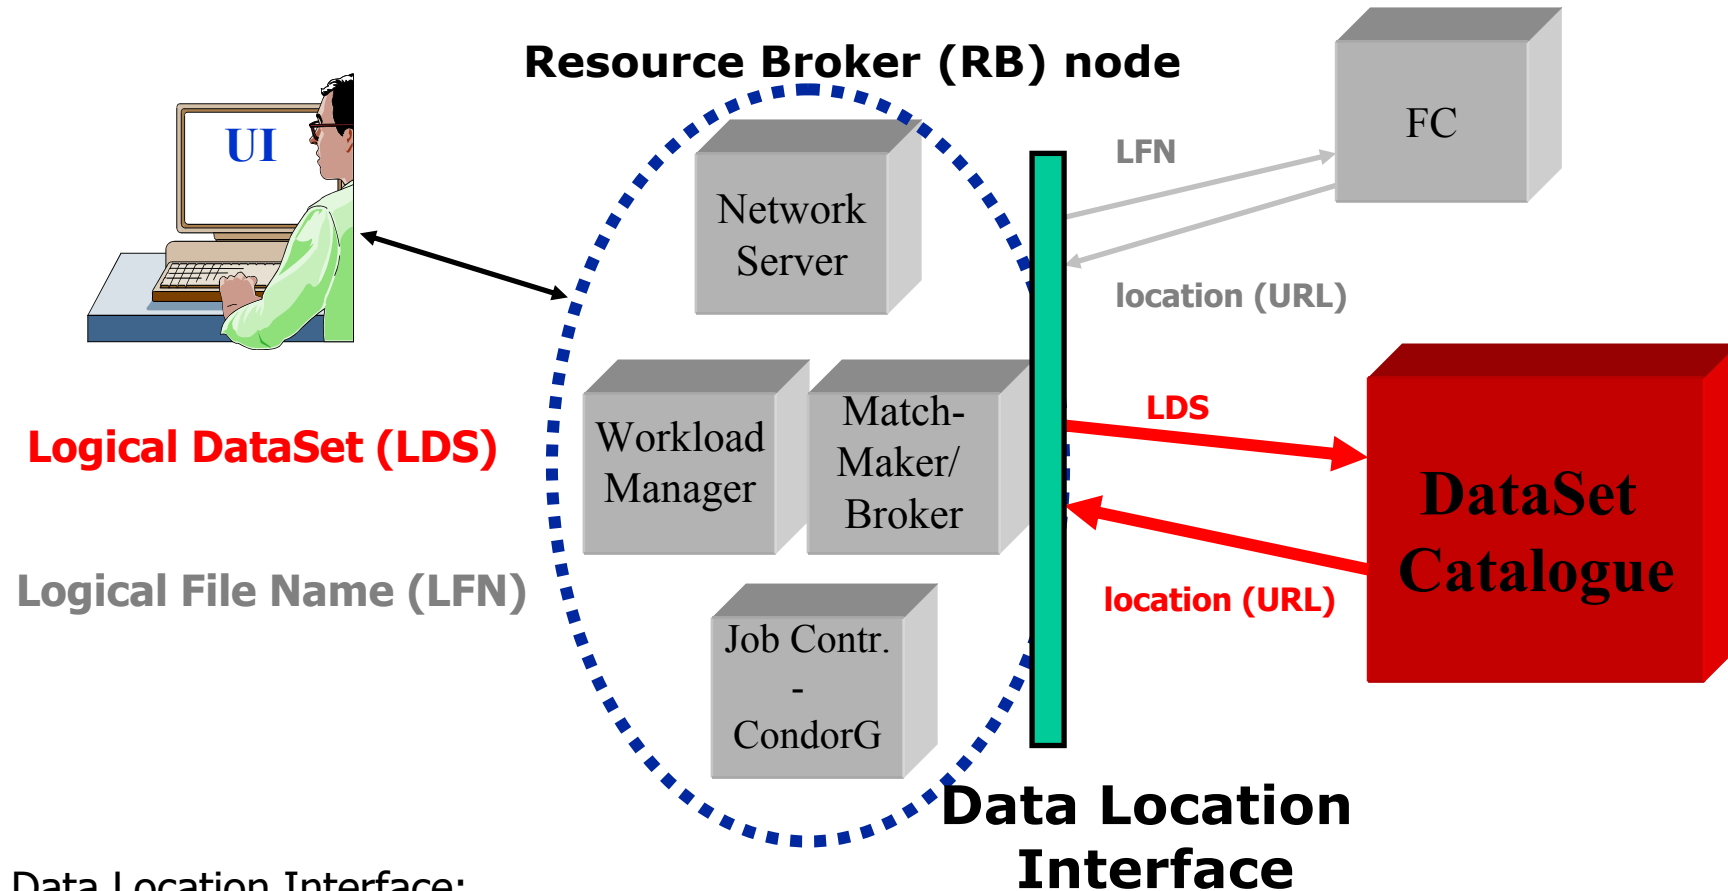 Resource Broker (RB) node
UI
FC
LFN
Network
Server
location (URL)
LDS
Match-
Maker/
Broker
Workload
Manager
Logical DataSet (LDS)
DataSet
Catalogue
Logical File Name (LFN)
location (URL)
Job Contr.
-
CondorG
Data Location
Interface
Data Location Interface: